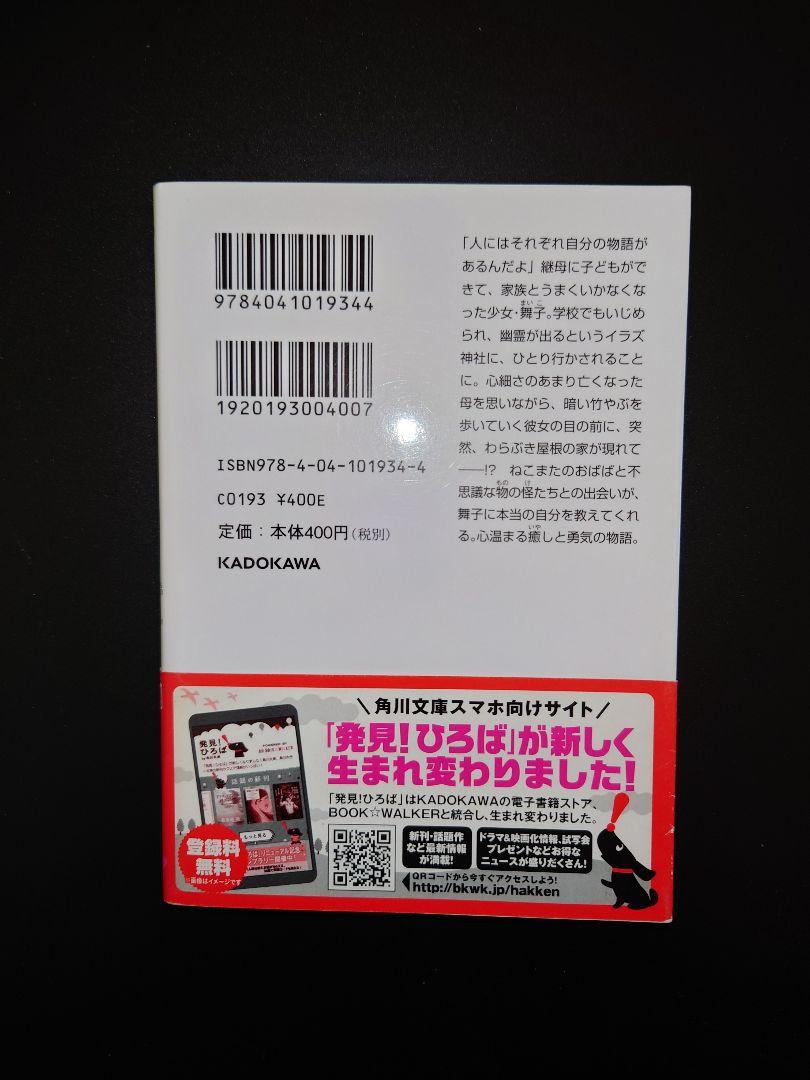 9784041019344
1920193004007
ISBN978-4-04-101934-4
C0193 ¥400E
定価：本体400円（税別）
KADOKAWA
「人にはそれぞれ自分の物語が
あるんだよ」継母に子どもがで
きて、家族とうまくいかなくな
った少女・舞子。学校でもいじめ
られ、幽霊が出るというイラズ
神社に、ひとり行かされること
に。心細さのあまり亡くなった
母を思いながら、暗い竹やぶを
歩いていく彼女の目の前に、突
然、わらぶき屋根の家が現れて
――!? ねこまたのおばばと不
思議な物の怪たちとの出会いが、
舞子に本当の自分を教えてくれ
る。心温まる癒しと勇気の物語。
＼角川文庫スマホ向けサイト／
「発見！ひろば」が新しく
生まれ変わりました！
「発見！ひろば」はKADOKAWAの電子書籍ストア、
BOOK☆WALKERと統合し、生まれ変わりました。
新刊・話題作
など最新情報
が満載！
ドラマ&映画化情報、試写会
プレゼントなどお得な
ニュースが盛りだくさん！
QRコードから今すぐアクセスしよう！
http://bkwk.jp/hakken
発見！
ひろば
話題の新刊
もっと見る
登録料
無料
※画像はイメージです